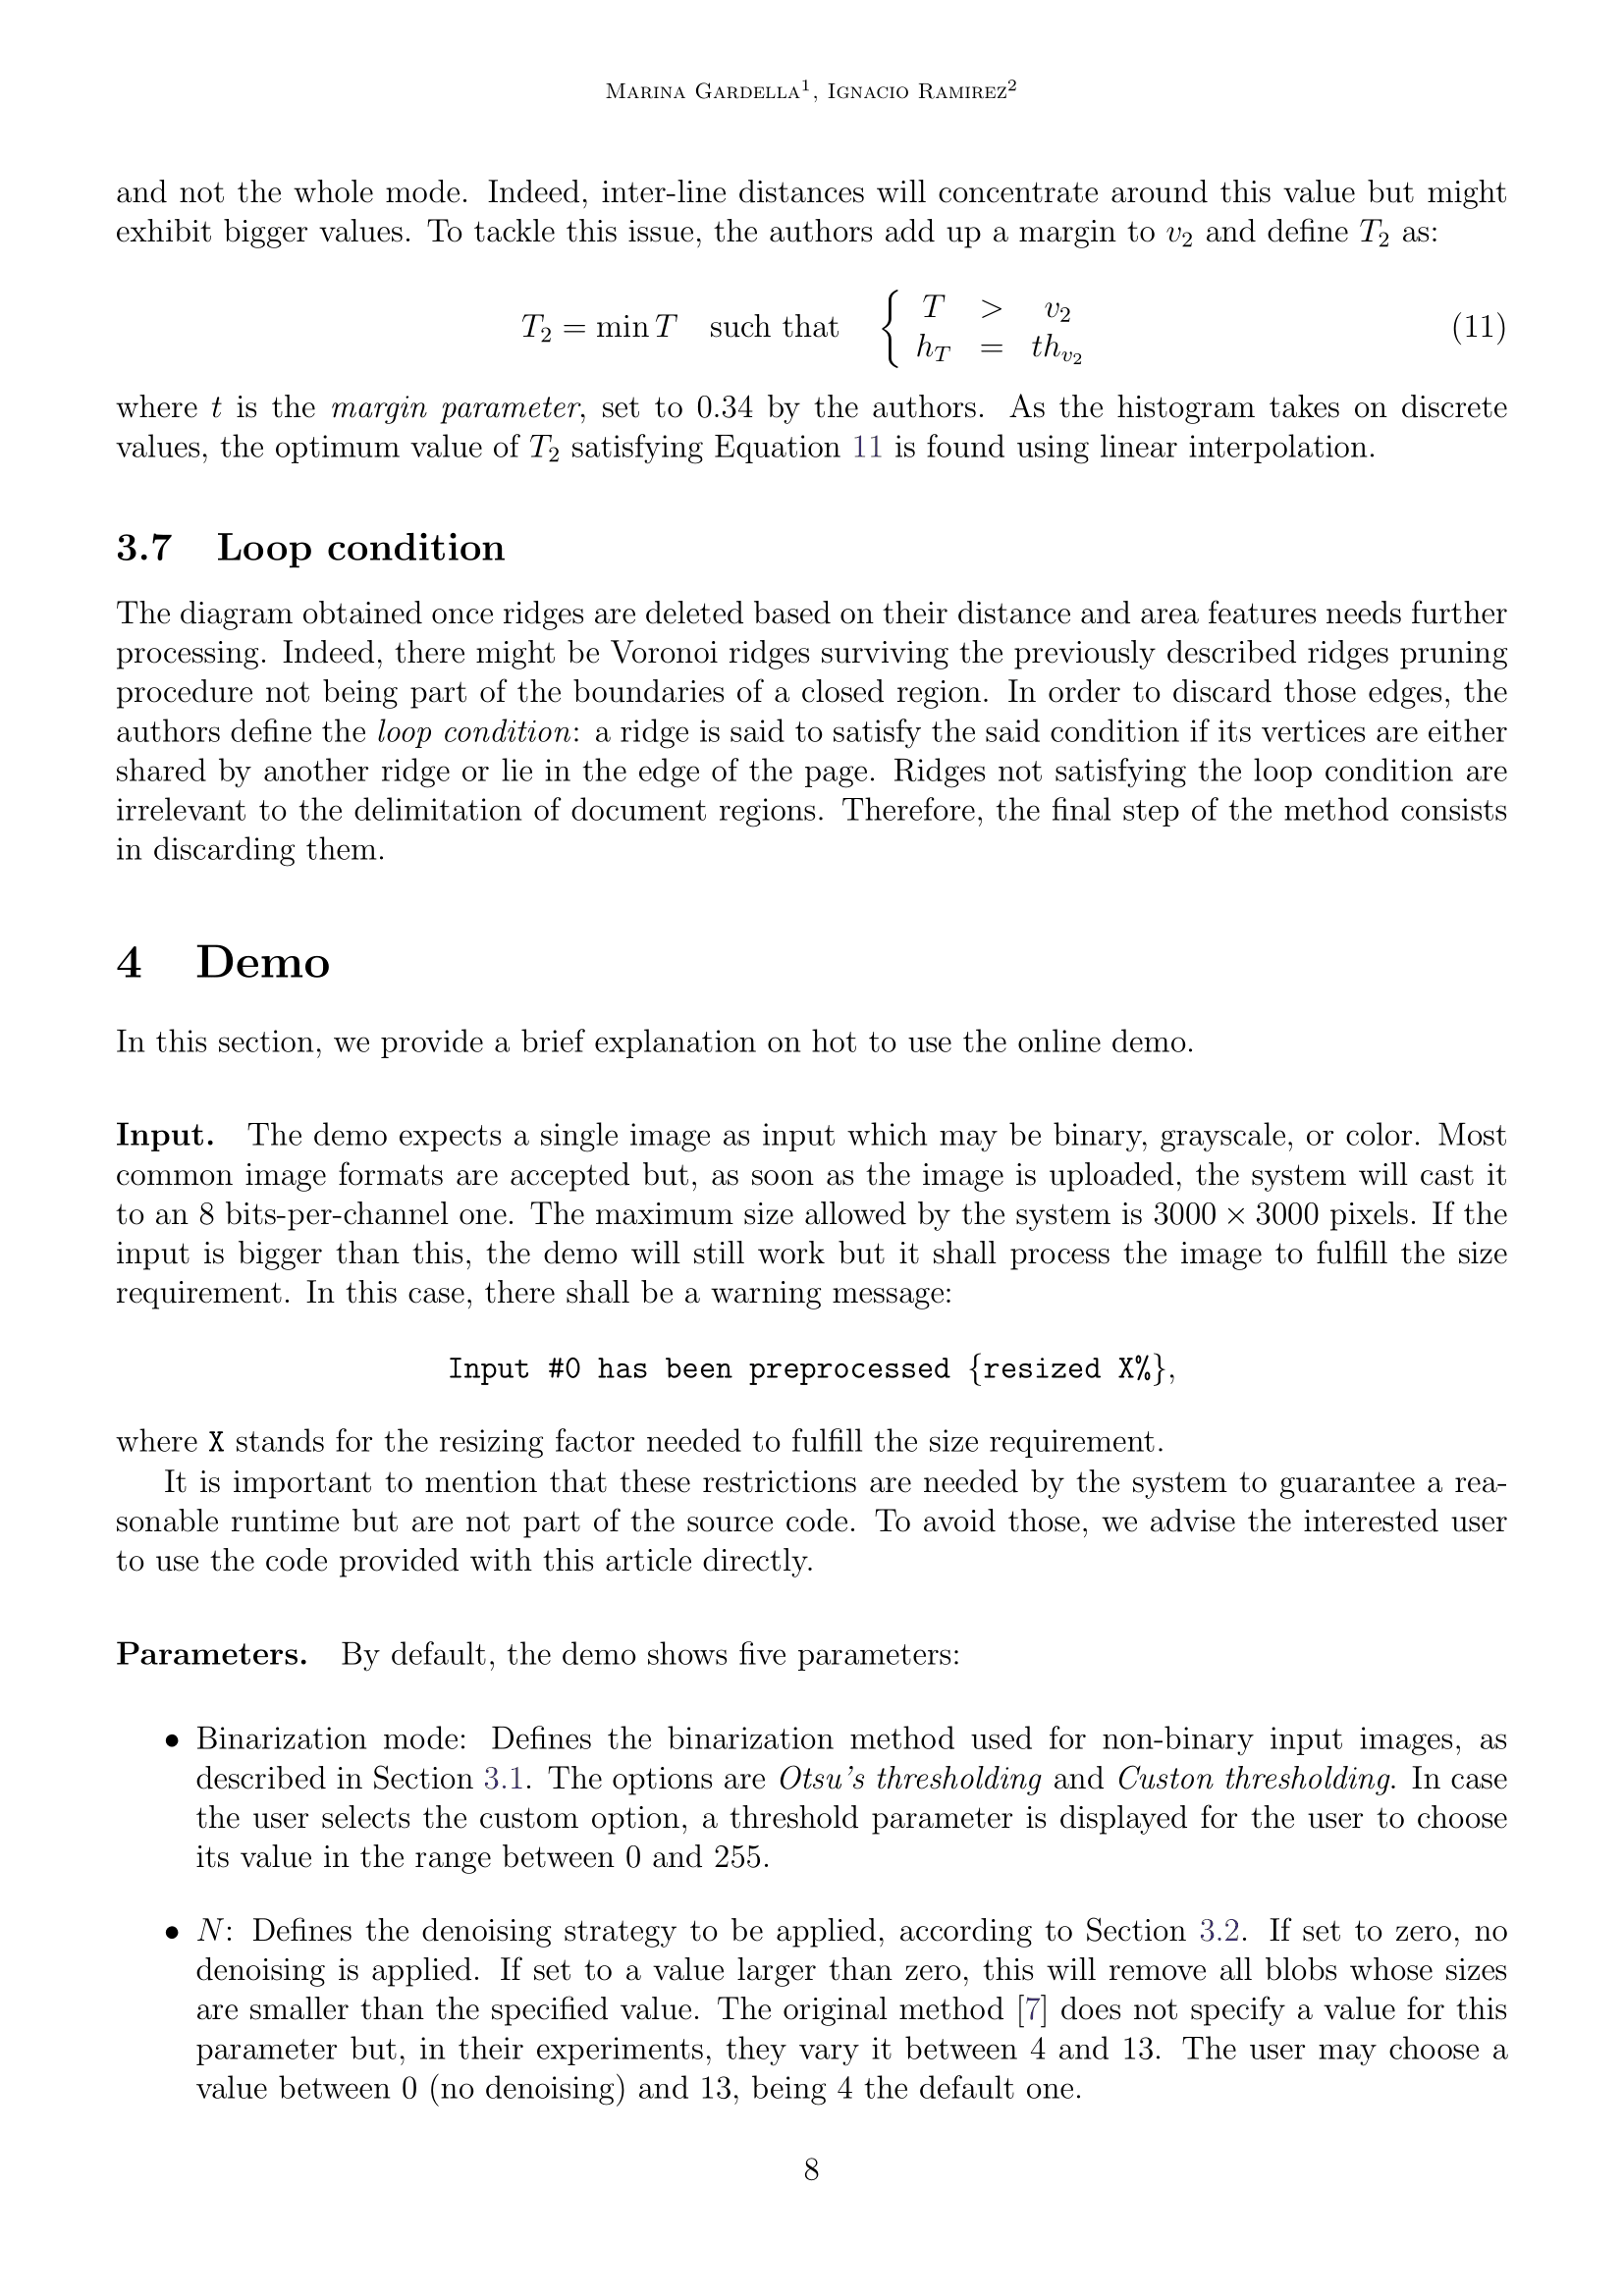 Marina Gardella¹, Ignacio Ramirez²
and not the whole mode. Indeed, inter-line distances will concentrate around this value but might
exhibit bigger values. To tackle this issue, the authors add up a margin to v₂ and define T₂ as:
T₂ = min T such that { T > v₂
h_T = th_{v₂} (11)
where t is the margin parameter, set to 0.34 by the authors. As the histogram takes on discrete
values, the optimum value of T₂ satisfying Equation 11 is found using linear interpolation.
3.7 Loop condition
The diagram obtained once ridges are deleted based on their distance and area features needs further
processing. Indeed, there might be Voronoi ridges surviving the previously described ridges pruning
procedure not being part of the boundaries of a closed region. In order to discard those edges, the
authors define the loop condition: a ridge is said to satisfy the said condition if its vertices are either
shared by another ridge or lie in the edge of the page. Ridges not satisfying the loop condition are
irrelevant to the delimitation of document regions. Therefore, the final step of the method consists
in discarding them.
4 Demo
In this section, we provide a brief explanation on hot to use the online demo.
Input. The demo expects a single image as input which may be binary, grayscale, or color. Most
common image formats are accepted but, as soon as the image is uploaded, the system will cast it
to an 8 bits-per-channel one. The maximum size allowed by the system is 3000 × 3000 pixels. If the
input is bigger than this, the demo will still work but it shall process the image to fulfill the size
requirement. In this case, there shall be a warning message:
Input #0 has been preprocessed {resized X%},
where X stands for the resizing factor needed to fulfill the size requirement.
It is important to mention that these restrictions are needed by the system to guarantee a rea-
sonable runtime but are not part of the source code. To avoid those, we advise the interested user
to use the code provided with this article directly.
Parameters. By default, the demo shows five parameters:
• Binarization mode: Defines the binarization method used for non-binary input images, as
described in Section 3.1. The options are Otsu's thresholding and Custon thresholding. In case
the user selects the custom option, a threshold parameter is displayed for the user to choose
its value in the range between 0 and 255.
• N: Defines the denoising strategy to be applied, according to Section 3.2. If set to zero, no
denoising is applied. If set to a value larger than zero, this will remove all blobs whose sizes
are smaller than the specified value. The original method [7] does not specify a value for this
parameter but, in their experiments, they vary it between 4 and 13. The user may choose a
value between 0 (no denoising) and 13, being 4 the default one.
8